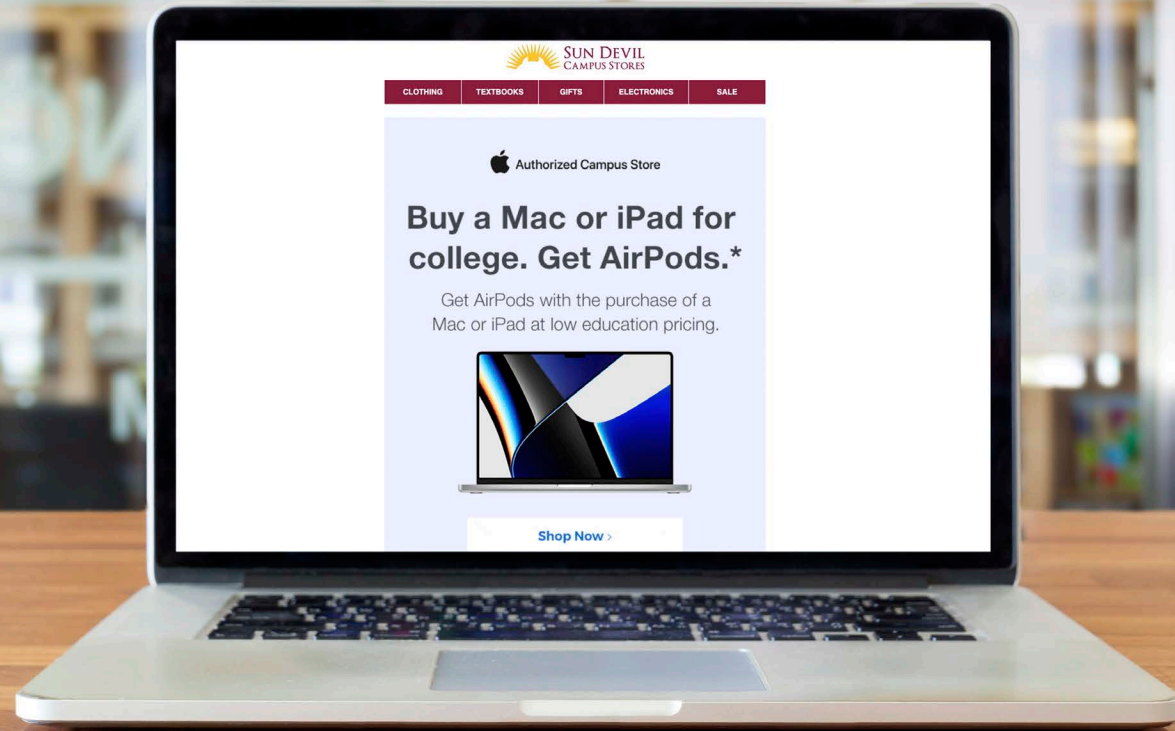 SUN DEVIL
CAMPUS STORES
CLOTHING TEXTBOOKS GIFTS ELECTRONICS SALE
Authorized Campus Store
Buy a Mac or iPad for
college. Get AirPods.*
Get AirPods with the purchase of a
Mac or iPad at low education pricing.
Shop Now >